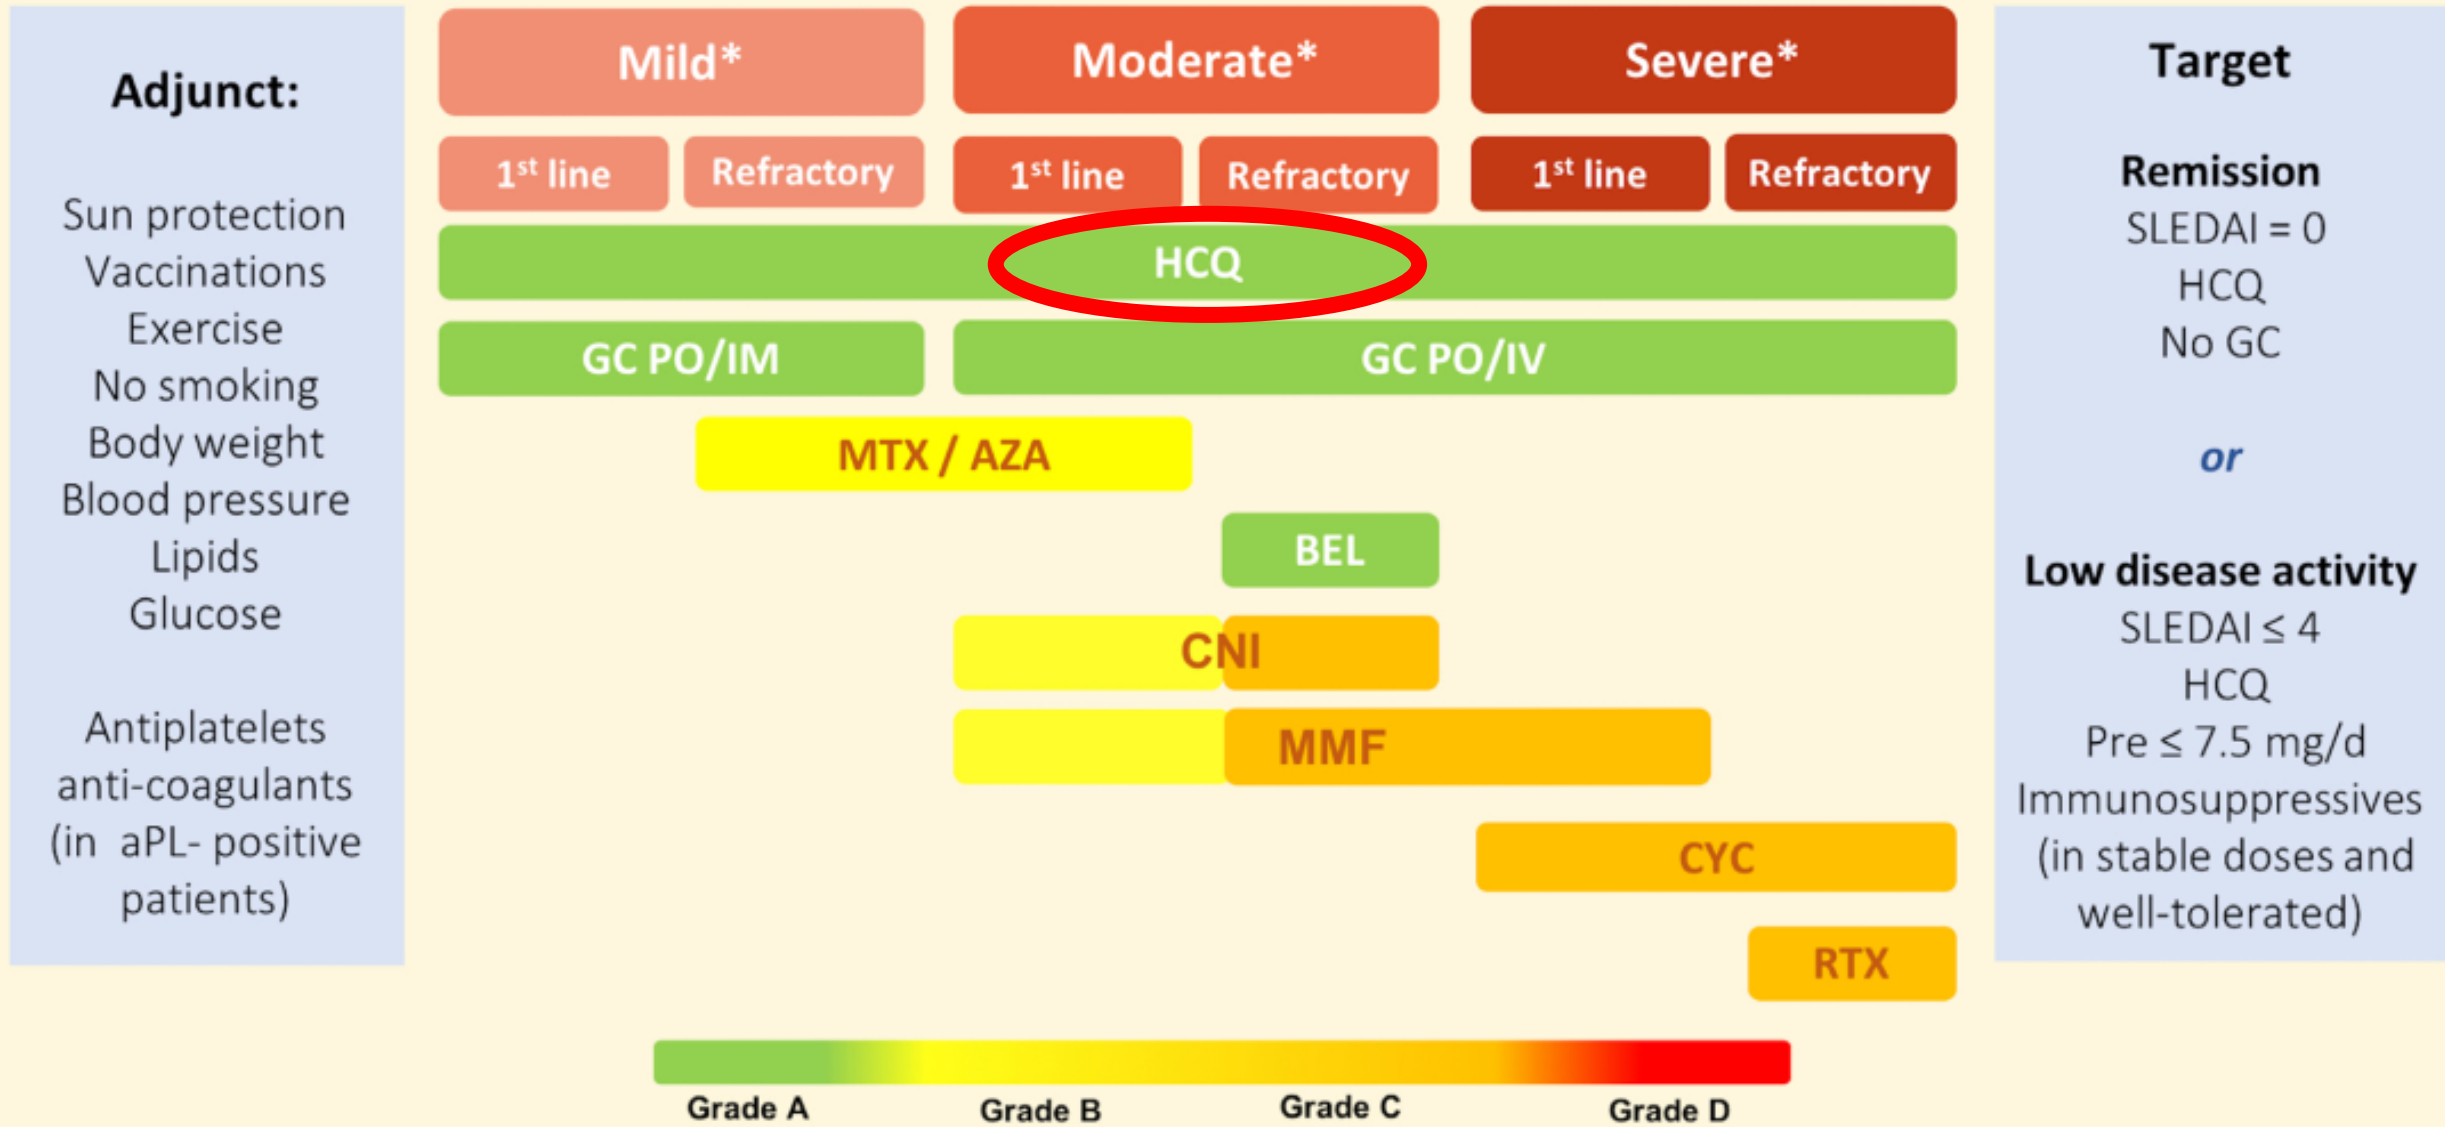 Adjunct:
Sun protection
Vaccinations
Exercise
No smoking
Body weight
Blood pressure
Lipids
Glucose
Antiplatelets
anti-coagulants
(in aPL- positive
patients)
Mild*
Moderate*
Severe*
1st line
Refractory
1st line
Refractory
1st line
Refractory
HCQ
GC PO/IM
GC PO/IV
MTX / AZA
BEL
CNI
MMF
CYC
RTX
Grade A
Grade B
Grade C
Grade D
Target
Remission
SLEDAI = 0
HCQ
No GC
or
Low disease activity
SLEDAI ≤ 4
HCQ
Pre ≤ 7.5 mg/d
Immunosuppressives
(in stable doses and
well-tolerated)